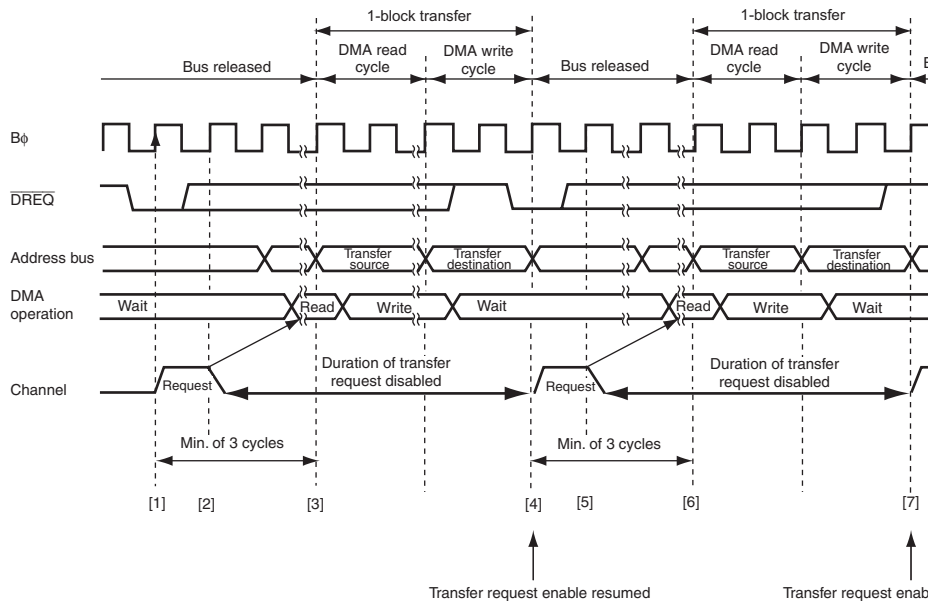 1-block transfer
1-block transfer
DMA read cycle
DMA write cycle
DMA read cycle
DMA write cycle
Bus released
Bus released
B
Bφ
DREQ
Address bus
Transfer source
Transfer destination
Transfer source
Transfer destination
DMA operation
Wait
Read
Write
Wait
Read
Write
Wait
Channel
Request
Duration of transfer request disabled
Request
Duration of transfer request disabled
Min. of 3 cycles
Min. of 3 cycles
[1]
[2]
[3]
[4]
[5]
[6]
[7]
Transfer request enable resumed
Transfer request enab